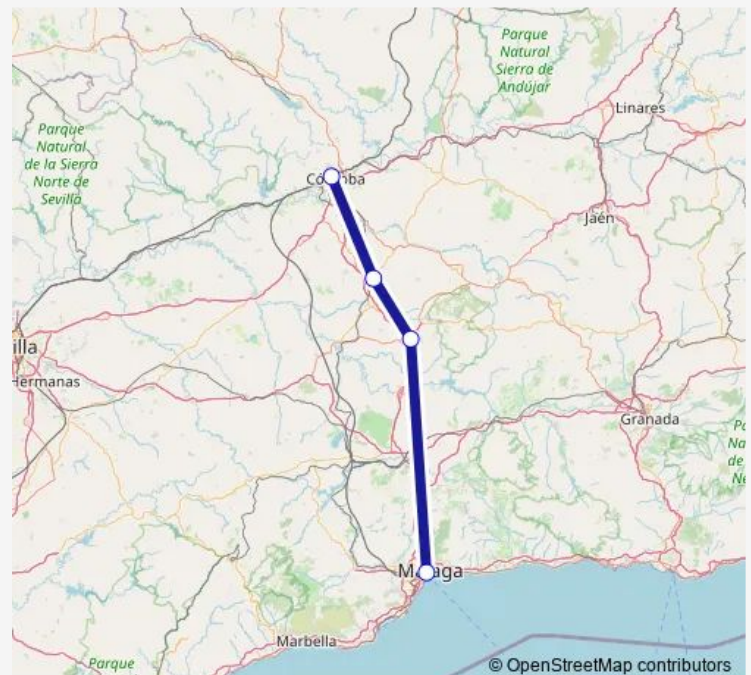 Parque
Natural
Sierra de
Andújar
Linares
Parque
Natural
de la Sierra
Norte de
Sevilla
Jaén
illa
Hermanas
Granada
Málaga
Marbella
Parque
© OpenStreetMap contributors